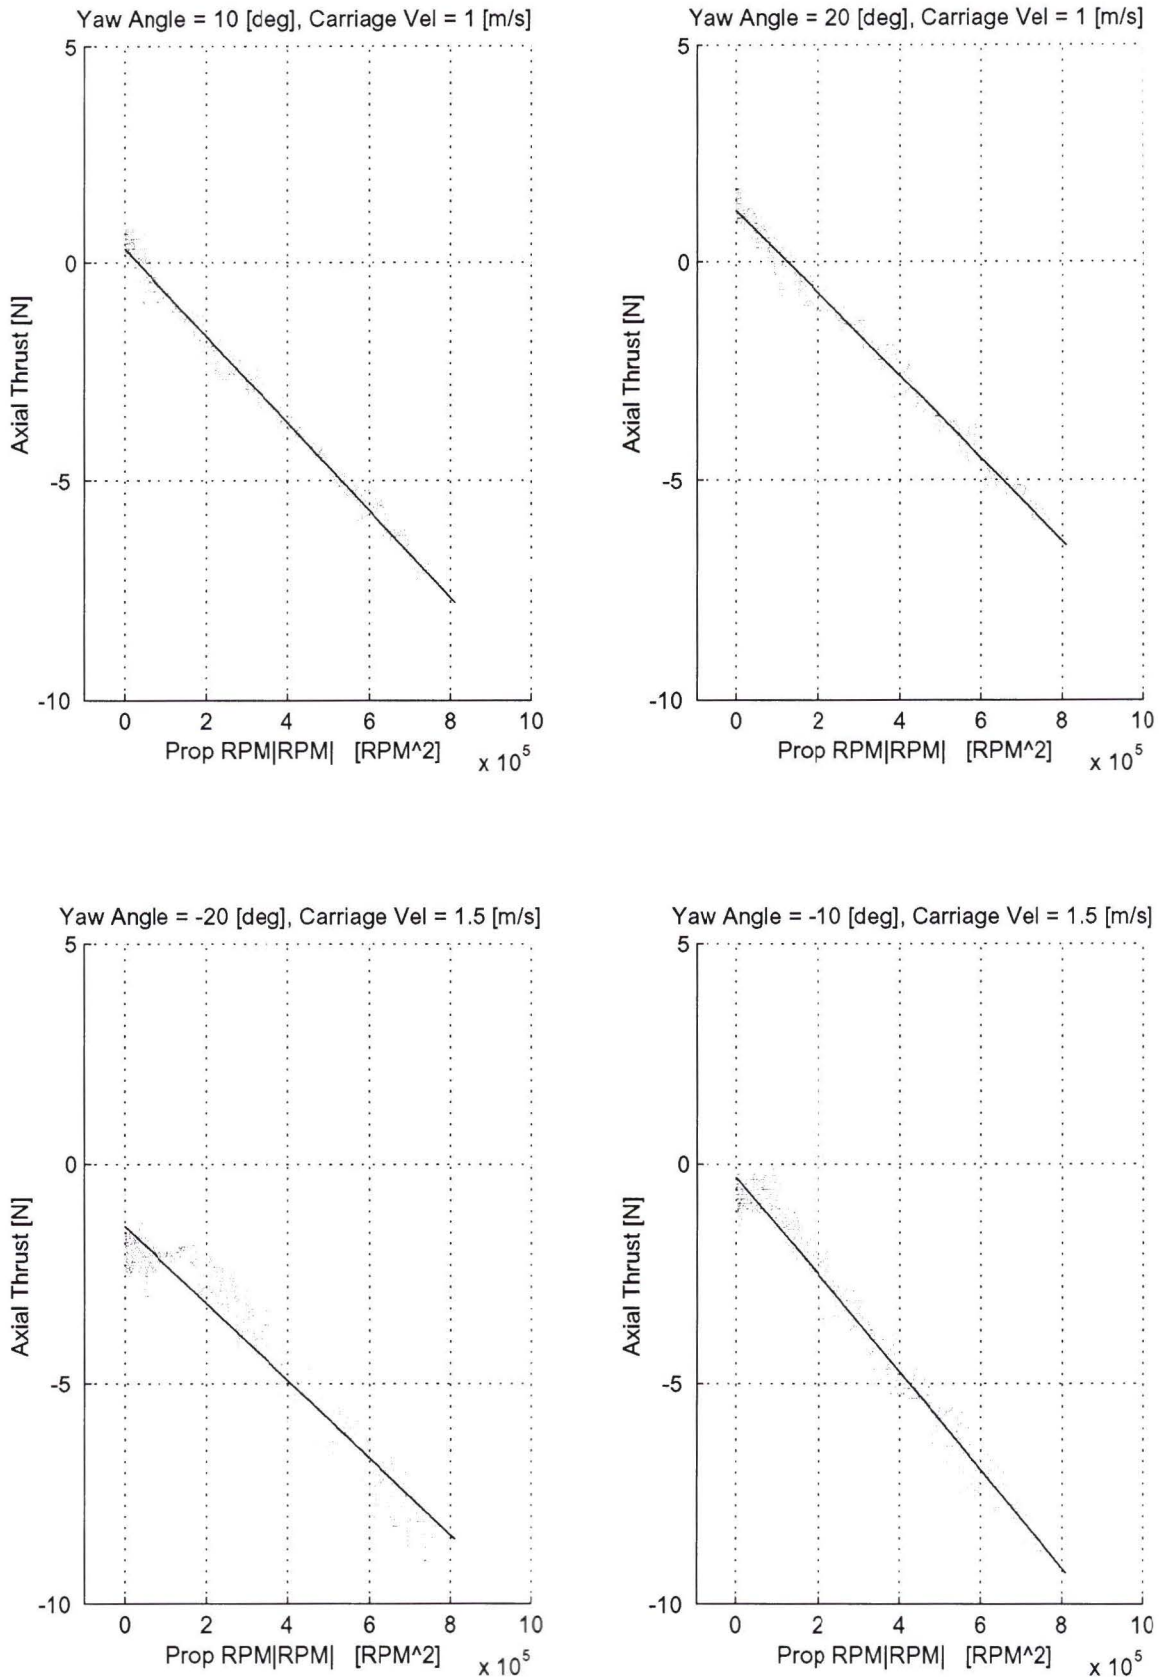 Yaw Angle = 10 [deg], Carriage Vel = 1 [m/s]
5
0
-5
-10
Axial Thrust [N]
0 2 4 6 8 10
Prop RPM|RPM| [RPM^2]
x 10^5
Yaw Angle = 20 [deg], Carriage Vel = 1 [m/s]
5
0
-5
-10
Axial Thrust [N]
0 2 4 6 8 10
Prop RPM|RPM| [RPM^2]
x 10^5
Yaw Angle = -20 [deg], Carriage Vel = 1.5 [m/s]
5
0
-5
-10
Axial Thrust [N]
0 2 4 6 8 10
Prop RPM|RPM| [RPM^2]
x 10^5
Yaw Angle = -10 [deg], Carriage Vel = 1.5 [m/s]
5
0
-5
-10
Axial Thrust [N]
0 2 4 6 8 10
Prop RPM|RPM| [RPM^2]
x 10^5